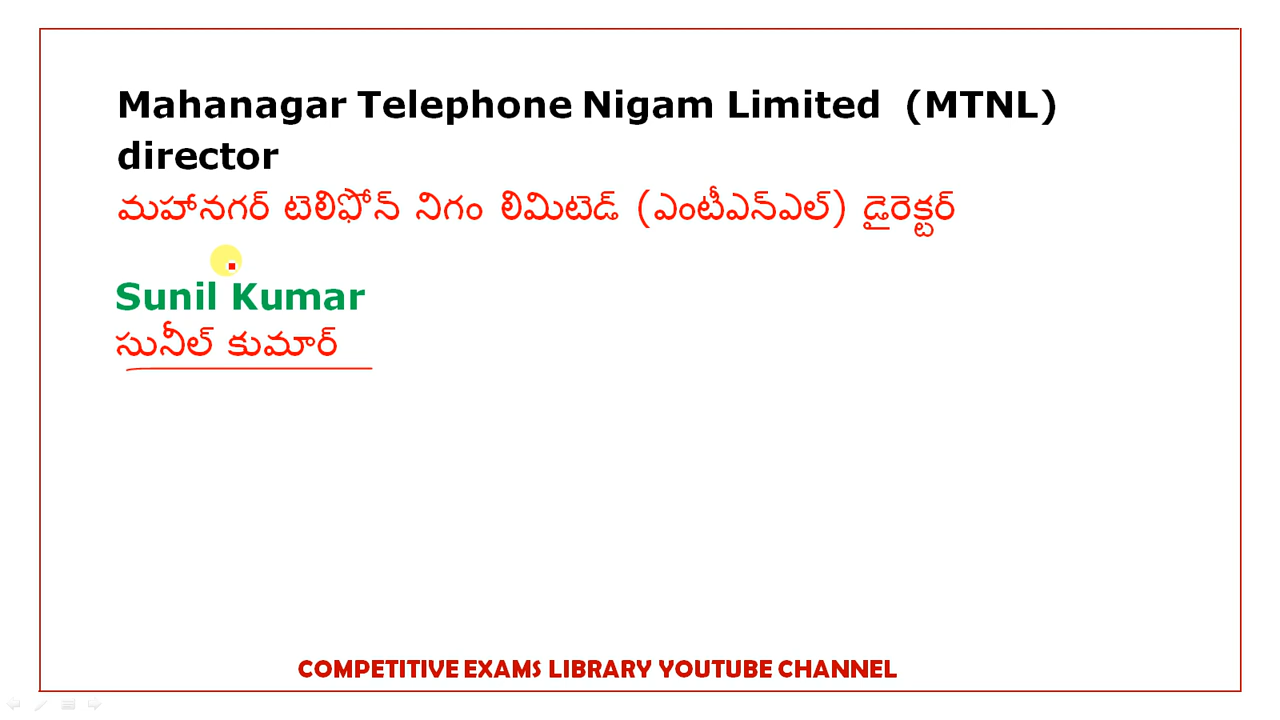 Mahanagar Telephone Nigam Limited (MTNL)
director
మహానగర్ టెలిఫోన్ నిగం లిమిటెడ్ (ఎంటీఎన్ఎల్) డైరెక్టర్
Sunil Kumar
సునీల్ కుమార్
COMPETITIVE EXAMS LIBRARY YOUTUBE CHANNEL